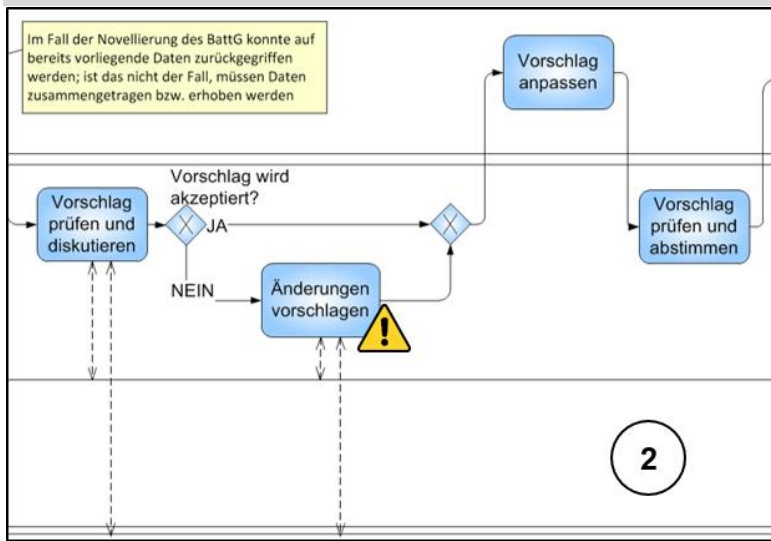 Im Fall der Novellierung des BattG konnte auf
bereits vorliegende Daten zurückgegriffen
werden; ist das nicht der Fall, müssen Daten
zusammengetragen bzw. erhoben werden
Vorschlag
anpassen
Vorschlag
prüfen und
diskutieren
Vorschlag wird
akzeptiert?
JA
NEIN
Änderungen
vorschlagen
!
Vorschlag
prüfen und
abstimmen
2